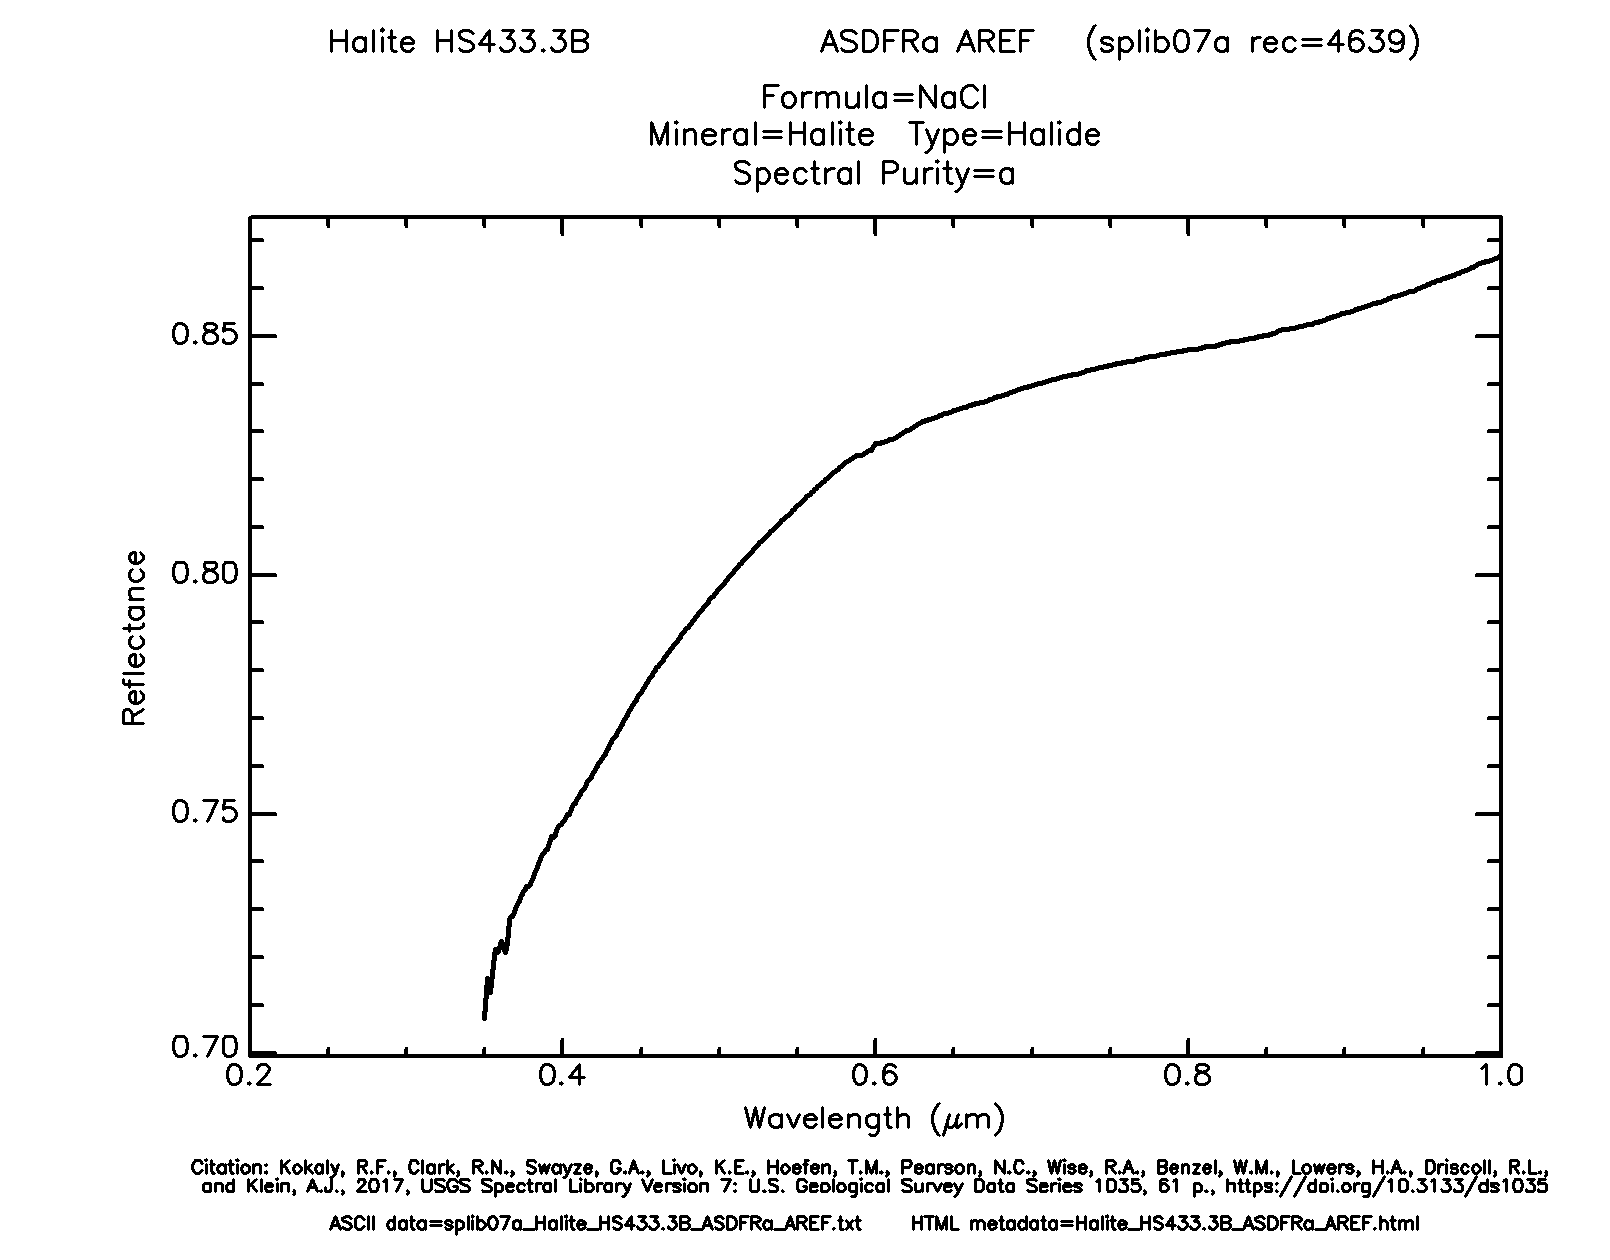 Halite HS433.3B ASDFRa AREF (splib07a rec=4639)
Formula=NaCl
Mineral=Halite Type=Halide
Spectral Purity=a
0.85
0.80
0.75
0.70
Reflectance
0.2 0.4 0.6 0.8 1.0
Wavelength (μm)
Citation: Kokaly, R.F., Clark, R.N., Swayze, G.A., Livo, K.E., Hoefen, T.M., Pearson, N.C., Wise, R.A., Benzel, W.M., Lowers, H.A., Driscoll, R.L.,
and Klein, A.J., 2017, USGS Spectral Library Version 7: U.S. Geological Survey Data Series 1035, 61 p., https://doi.org/10.3133/ds1035
ASCII data=splib07a_Halite_HS433.3B_ASDFRa_AREF.txt HTML metadata=Halite_HS433.3B_ASDFRa_AREF.html